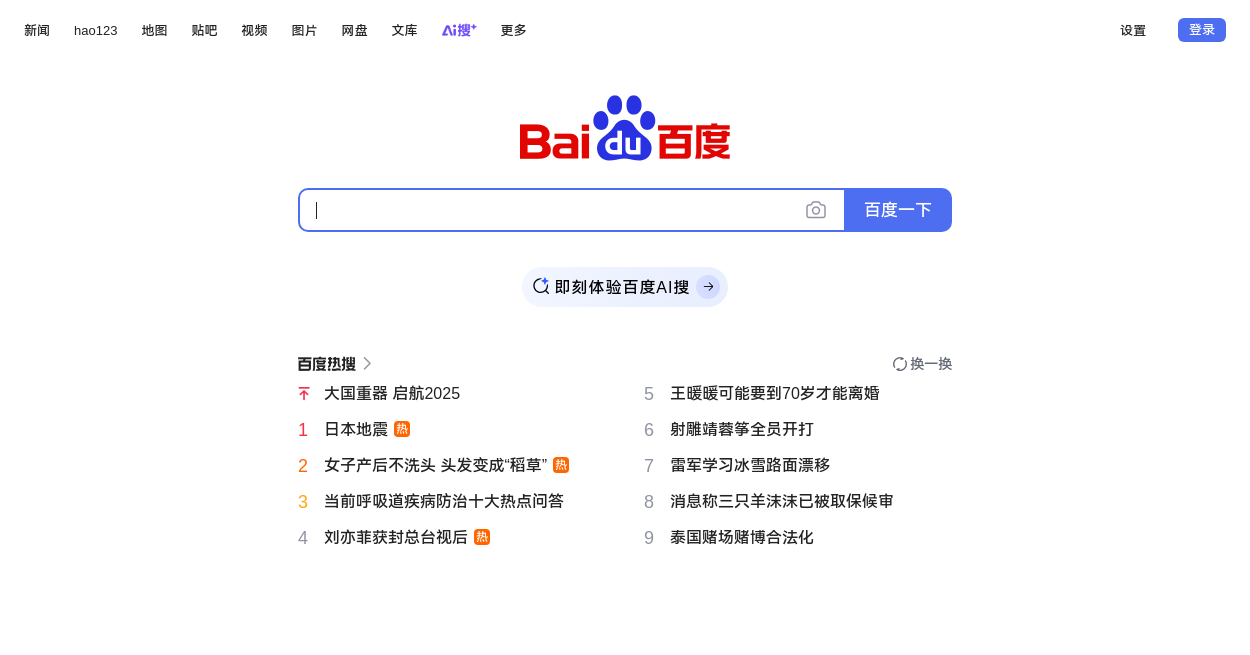 新闻 hao123 地图 贴吧 视频 图片 网盘 文库 Ai搜+ 更多 设置 登录
Bai du 百度
百度一下
即刻体验百度AI搜
百度热搜 换一换
大国重器 启航2025
1 日本地震 热
2 女子产后不洗头 头发变成“稻草” 热
3 当前呼吸道疾病防治十大热点问答
4 刘亦菲获封总台视后 热
5 王暖暖可能要到70岁才能离婚
6 射雕靖蓉筝全员开打
7 雷军学习冰雪路面漂移
8 消息称三只羊沫沫已被取保候审
9 泰国赌场赌博合法化